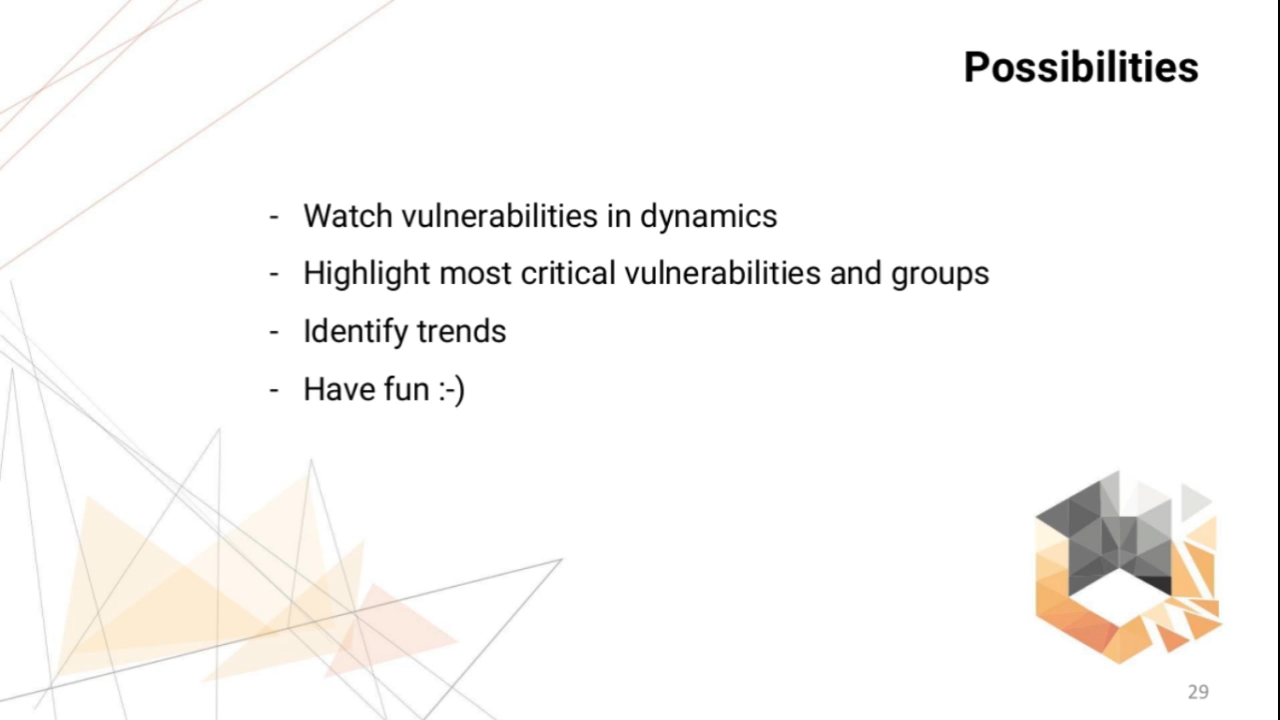 Possibilities
- Watch vulnerabilities in dynamics
- Highlight most critical vulnerabilities and groups
- Identify trends
- Have fun :-)
29